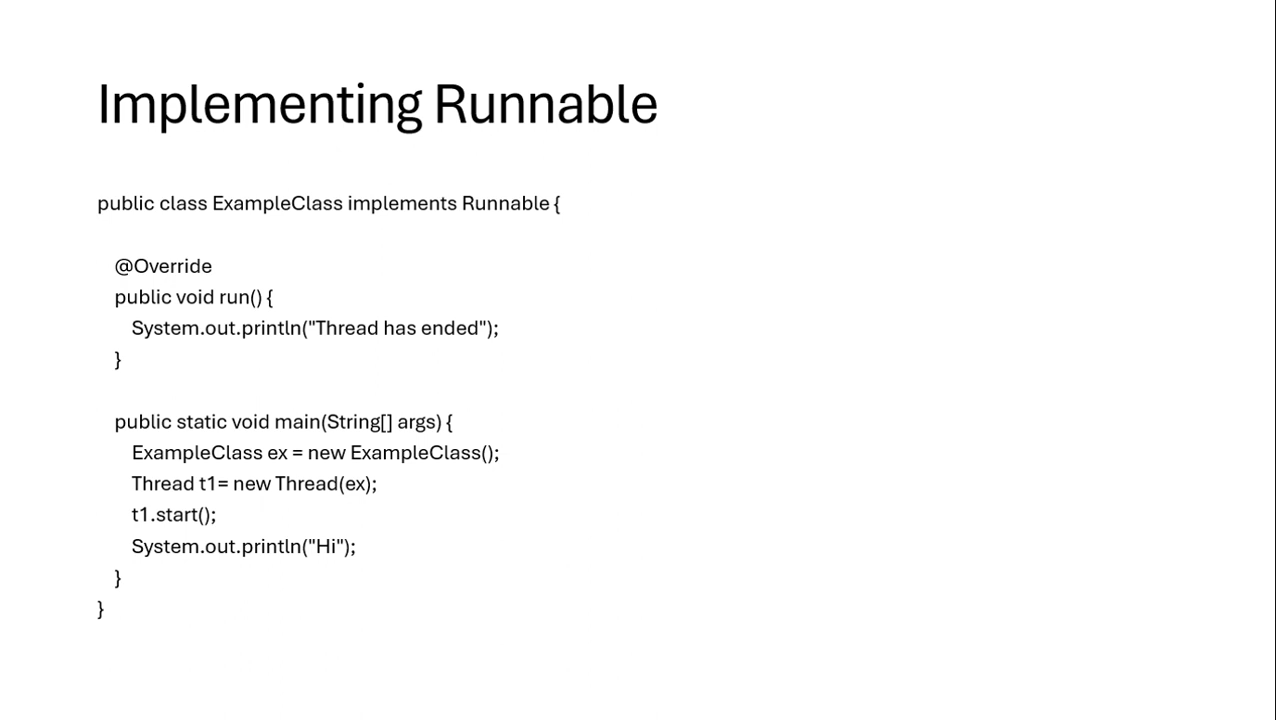 Implementing Runnable
public class ExampleClass implements Runnable {
@Override
public void run() {
System.out.println("Thread has ended");
}
public static void main(String[] args) {
ExampleClass ex = new ExampleClass();
Thread t1= new Thread(ex);
t1.start();
System.out.println("Hi");
}
}